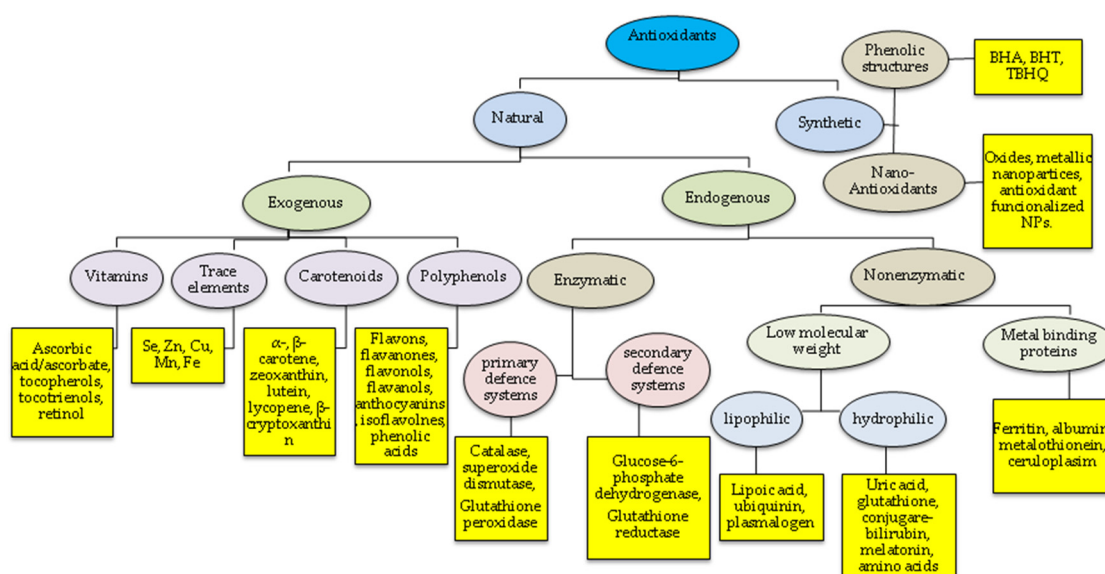 Antioxidants
Phenolic
structures
BHA, BHT,
TBHQ
Natural
Synthetic
Nano-
Antioxidants
Oxides, metallic
nanopartices,
antioxidant
funcionalized
NPs.
Exogenous
Endogenous
Vitamins
Trace
elements
Carotenoids
Polyphenols
Enzymatic
Nonenzymatic
Ascorbic
acid/ascorbate,
tocopherols,
tocotrienols,
retinol
Se, Zn, Cu,
Mn, Fe
α-, β-
carotene,
zeoxanthin,
lutein,
lycopene, β-
cryptoxanthi
n
Flavons,
flavanones,
flavonols,
flavanols,
anthocyanins
, isoflavolnes,
phenolic
acids
primary
defence
systems
secondary
defence
systems
Low molecular
weight
Metal binding
proteins
lipophilic
hydrophilic
Catalase,
superoxide
dismutase,
Glutathione
peroxidase
Glucose-6-
phosphate
dehydrogenase,
Glutathione
reductase
Lipoic acid,
ubiquinin,
plasmalogen
Uric acid,
glutathione,
conjugare-
bilirubin,
melatonin,
amino acids
Ferritin, albumin,
metalothionein,
ceruloplasim